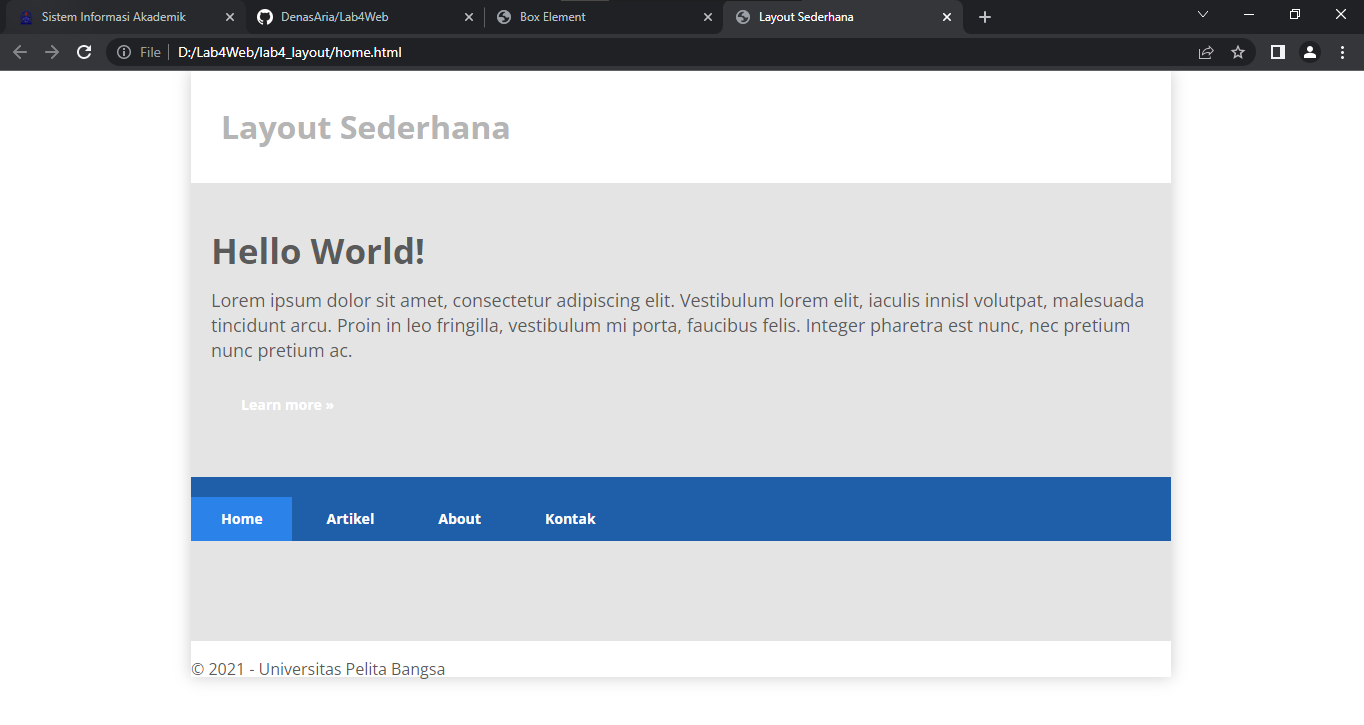 Sistem Informasi Akademik
DenasAria/Lab4Web
Box Element
Layout Sederhana
File
D:/Lab4Web/lab4_layout/home.html
Layout Sederhana
Hello World!
Lorem ipsum dolor sit amet, consectetur adipiscing elit. Vestibulum lorem elit, iaculis innisl volutpat, malesuada
tincidunt arcu. Proin in leo fringilla, vestibulum mi porta, faucibus felis. Integer pharetra est nunc, nec pretium
nunc pretium ac.
Learn more »
Home Artikel About Kontak
© 2021 - Universitas Pelita Bangsa